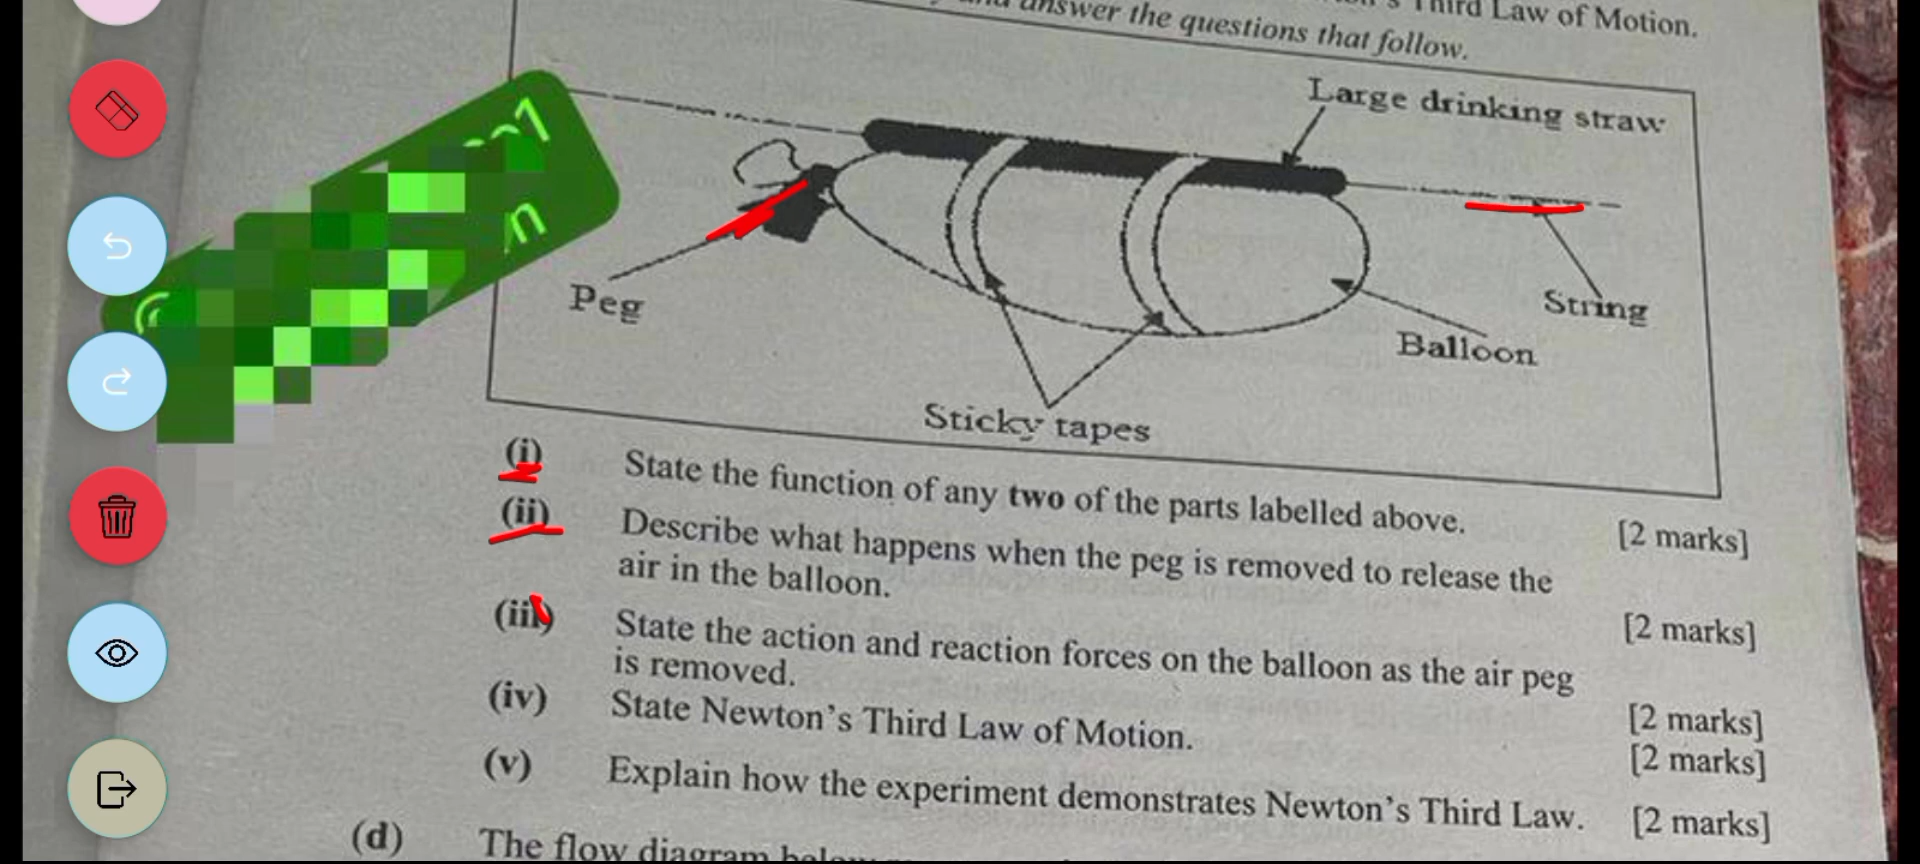 Third Law of Motion.
answer the questions that follow.
Large drinking straw
Peg
String
Balloon
Sticky tapes
(i) State the function of any two of the parts labelled above. [2 marks]
(ii) Describe what happens when the peg is removed to release the
air in the balloon. [2 marks]
(iii) State the action and reaction forces on the balloon as the air peg
is removed. [2 marks]
(iv) State Newton's Third Law of Motion. [2 marks]
(v) Explain how the experiment demonstrates Newton's Third Law. [2 marks]
(d) The flow diagram